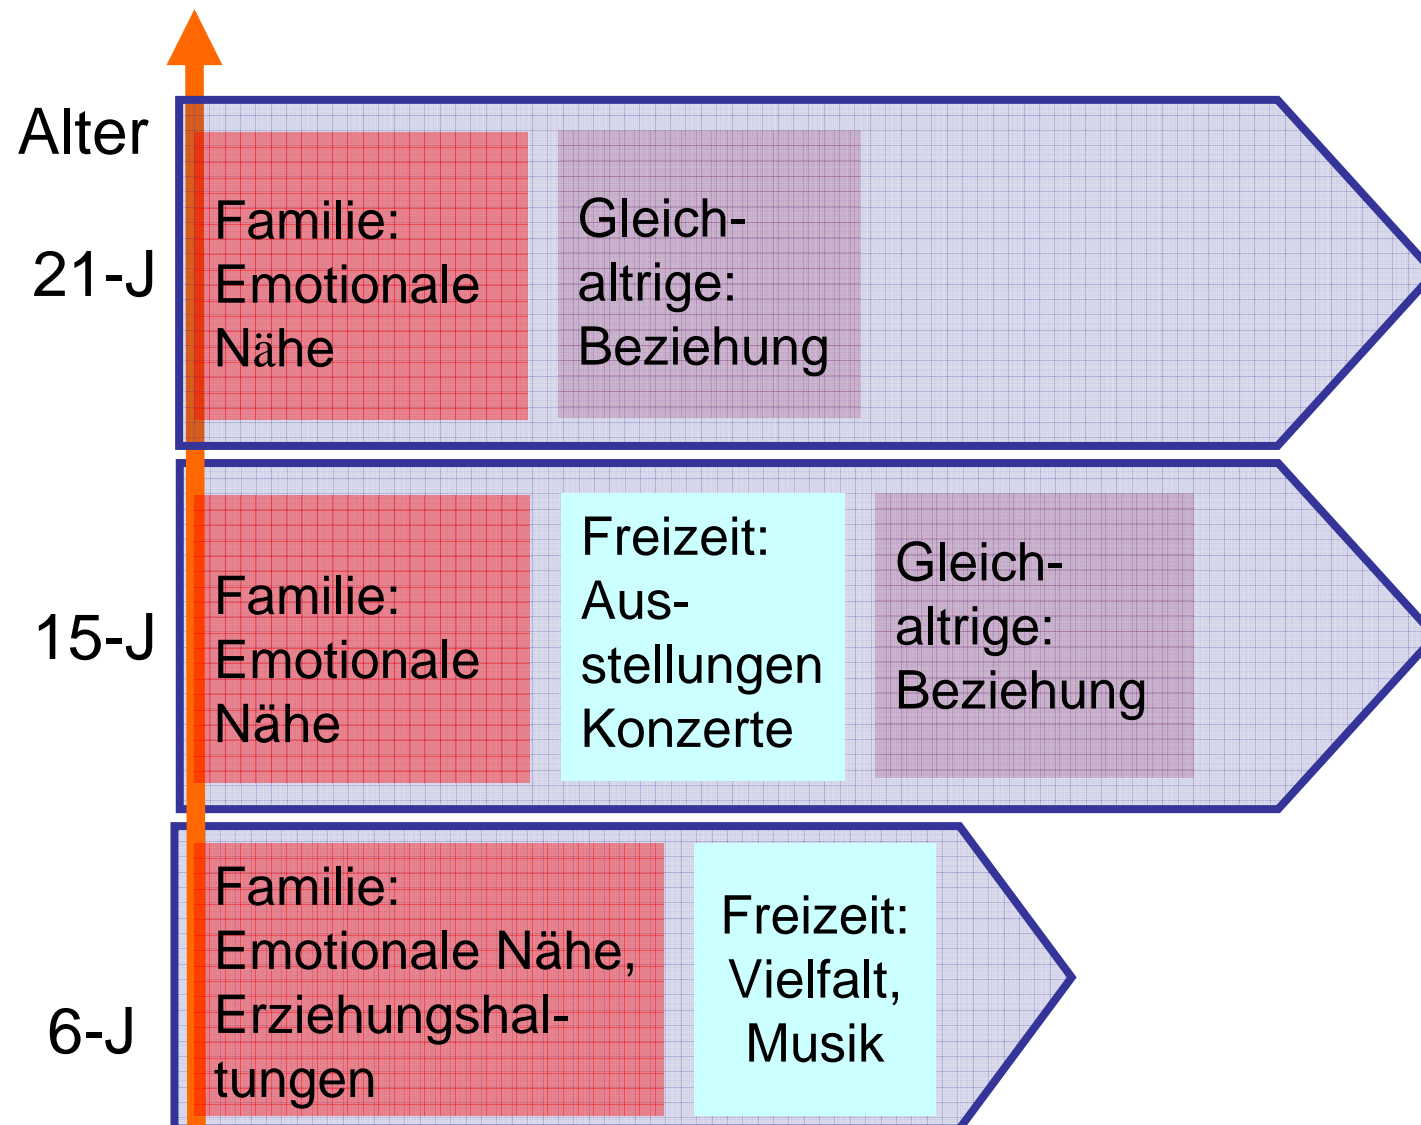 Alter
21-J
Familie:
Emotionale
Nähe
Gleich-
altrige:
Beziehung
15-J
Familie:
Emotionale
Nähe
Freizeit:
Aus-
stellungen
Konzerte
Gleich-
altrige:
Beziehung
6-J
Familie:
Emotionale Nähe,
Erziehungshal-
tungen
Freizeit:
Vielfalt,
Musik